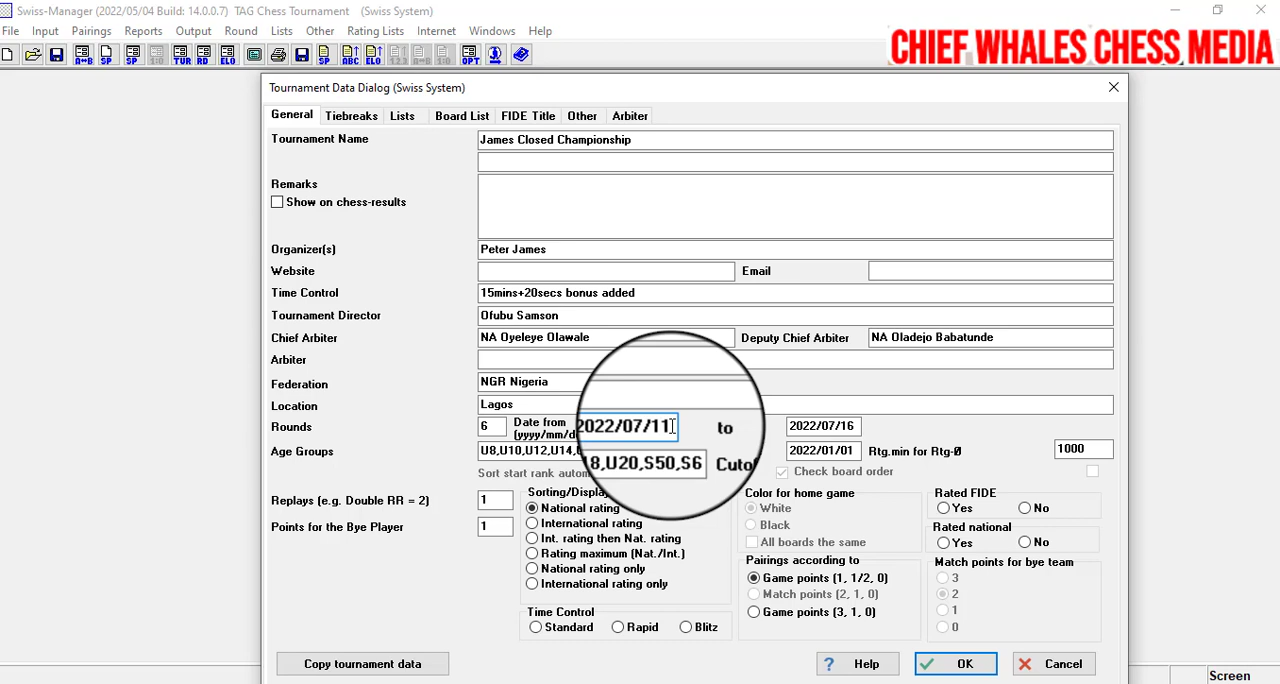 Swiss-Manager (2022/05/04 Build: 14.0.0.7) TAG Chess Tournament (Swiss System)
File Input Pairings Reports Output Round Lists Other Rating Lists Internet Windows Help
CHIEF WHALES CHESS MEDIA
Tournament Data Dialog (Swiss System)
General Tiebreaks Lists Board List FIDE Title Other Arbiter
Tournament Name James Closed Championship
Remarks
Show on chess-results
Organizer(s) Peter James
Website Email
Time Control 15mins+20secs bonus added
Tournament Director Ofubu Samson
Chief Arbiter NA Oyeleye Olawale Deputy Chief Arbiter NA Oladejo Babatunde
Arbiter
Federation NGR Nigeria
Location Lagos
Rounds 6 Date from 2022/07/11 to 2022/07/16
(yyyy/mm/d
Age Groups U8,U10,U12,U14, 18,U20,S50,S6 Cutof 2022/01/01 Rtg.min for Rtg-Ø 1000
Sort start rank autom Check board order
Replays (e.g. Double RR = 2) 1
Points for the Bye Player 1
Sorting/Display
National rating
International rating
Int. rating then Nat. rating
Rating maximum (Nat./Int.)
National rating only
International rating only
Time Control
Standard Rapid Blitz
Color for home game
White
Black
All boards the same
Pairings according to
Game points (1, 1/2, 0)
Match points (2, 1, 0)
Game points (3, 1, 0)
Rated FIDE
Yes No
Rated national
Yes No
Match points for bye team
3
2
1
0
Copy tournament data ? Help OK Cancel
Screen